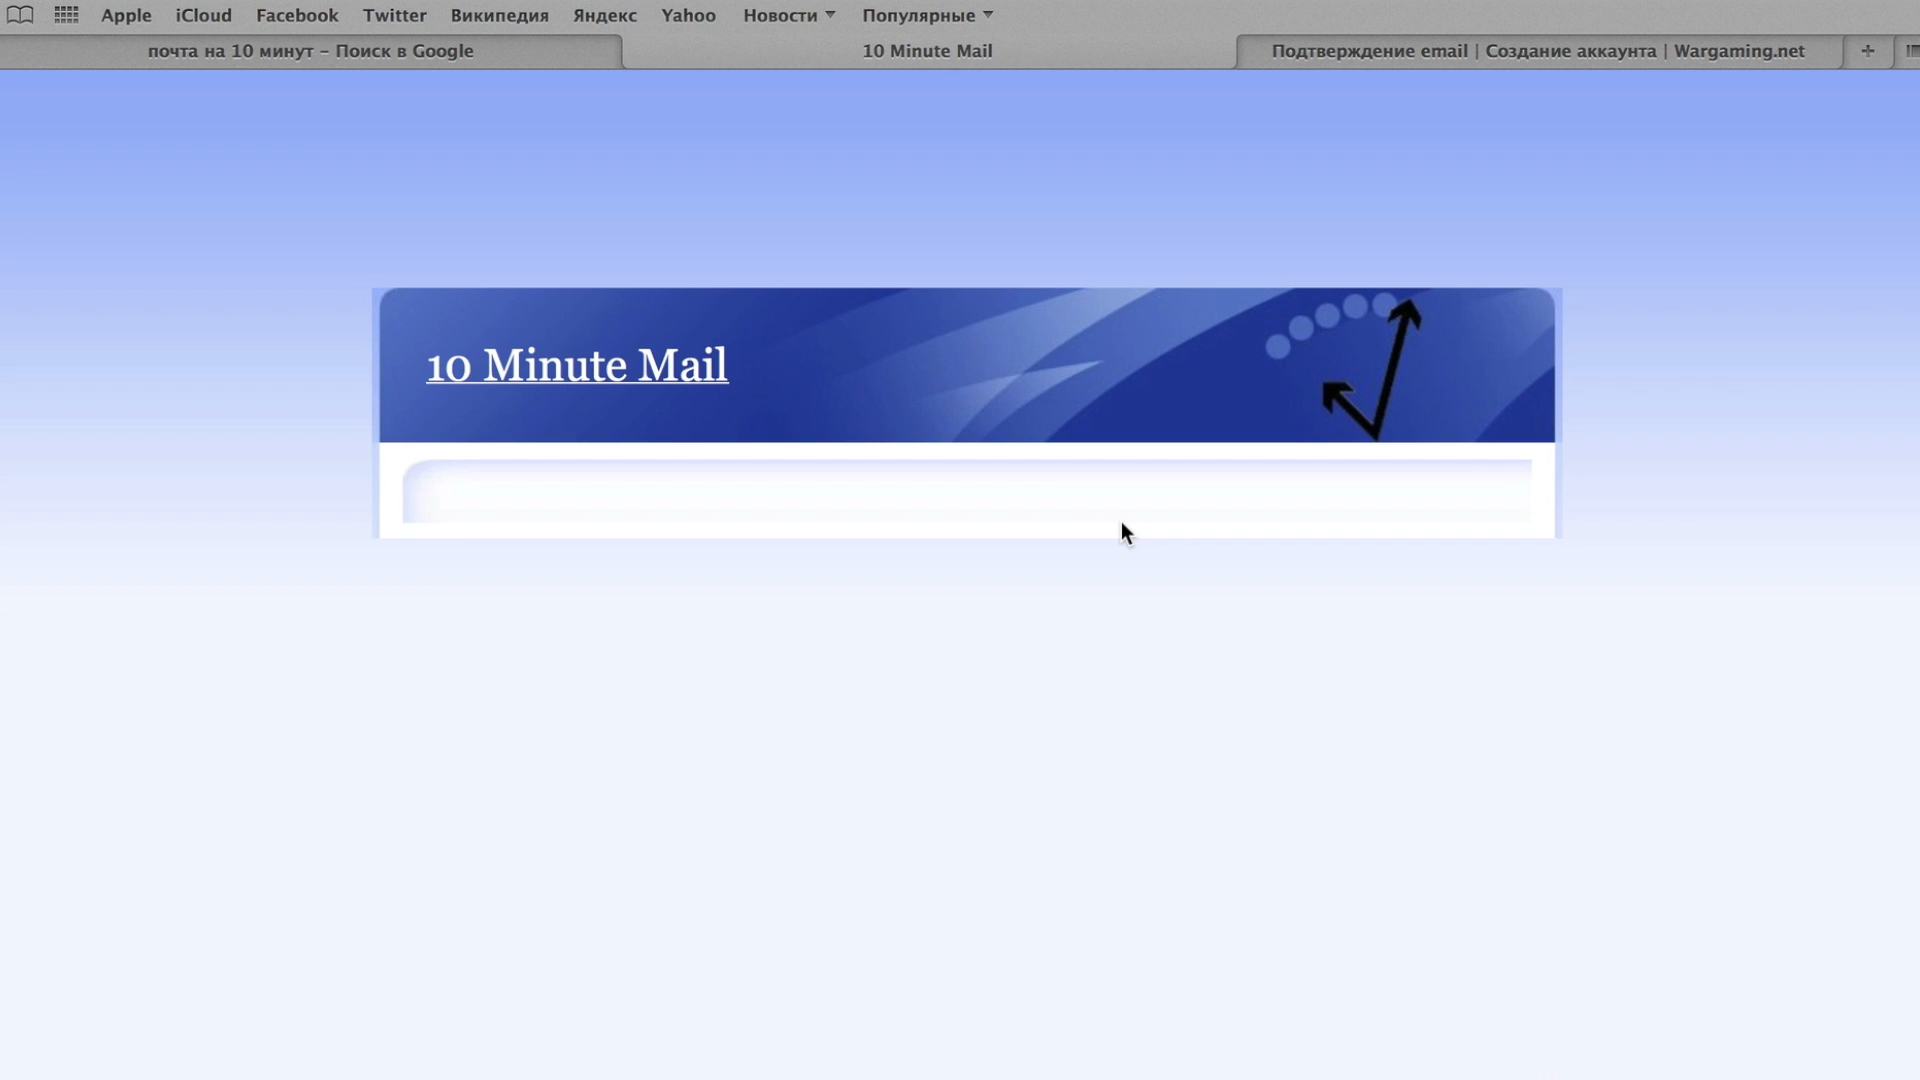 Apple iCloud Facebook Twitter Википедия Яндекс Yahoo Новости Популярные
почта на 10 минут – Поиск в Google
10 Minute Mail
Подтверждение email | Создание аккаунта | Wargaming.net
10 Minute Mail